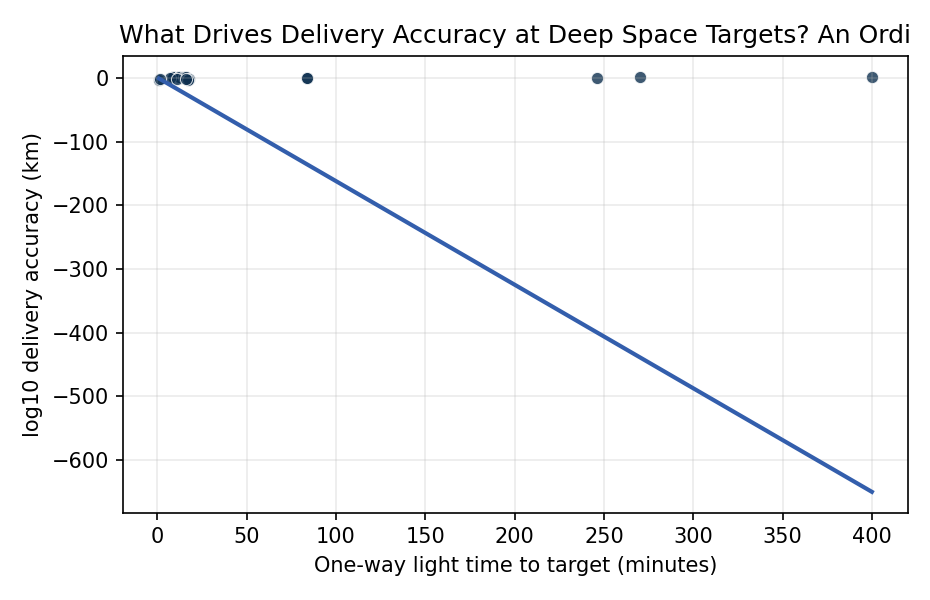 What Drives Delivery Accuracy at Deep Space Targets? An Ordi
0
−100
−200
−300
−400
−500
−600
log10 delivery accuracy (km)
0 50 100 150 200 250 300 350 400
One-way light time to target (minutes)